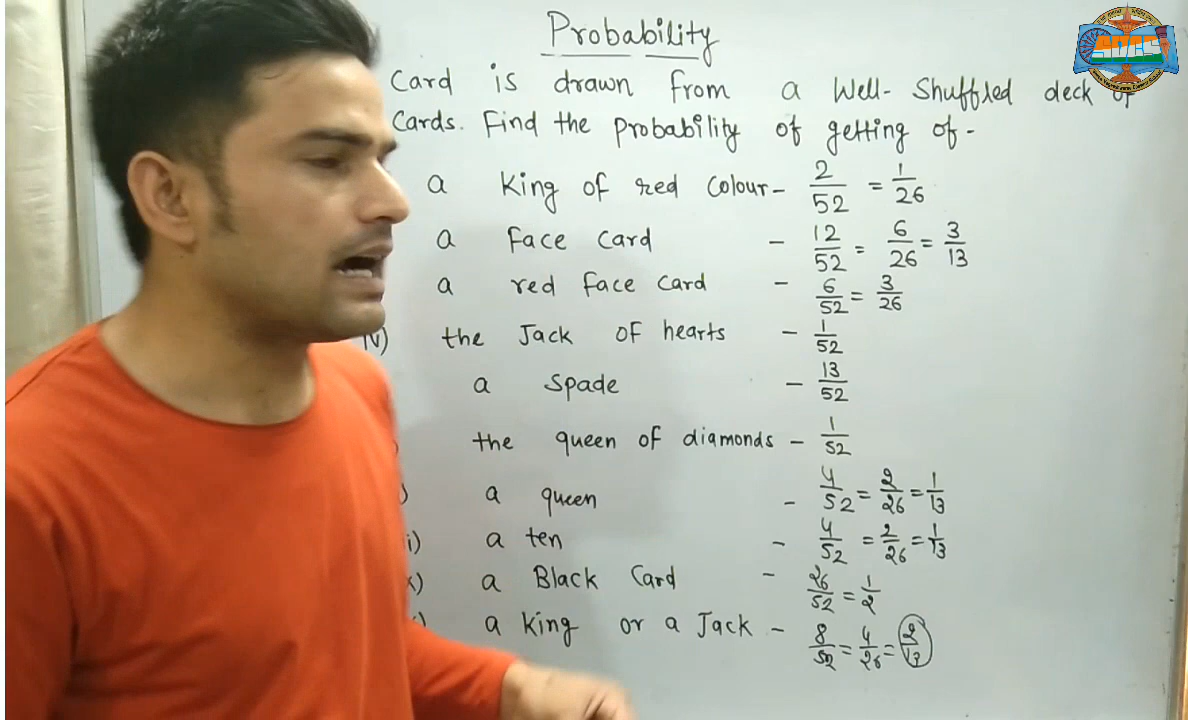 Probability
Card is drawn from a Well- Shuffled deck of
Cards. Find the probability of getting of -
a King of red Colour - 2/52 = 1/26
a Face Card - 12/52 = 6/26 = 3/13
a red Face Card - 6/52 = 3/26
iv) the Jack of hearts - 1/52
a Spade - 13/52
the queen of diamonds - 1/52
) a queen - 4/52 = 2/26 = 1/13
i) a ten - 4/52 = 2/26 = 1/13
x) a Black Card - 26/52 = 1/2
) a King or a Jack - 8/52 = 4/26 = 2/13